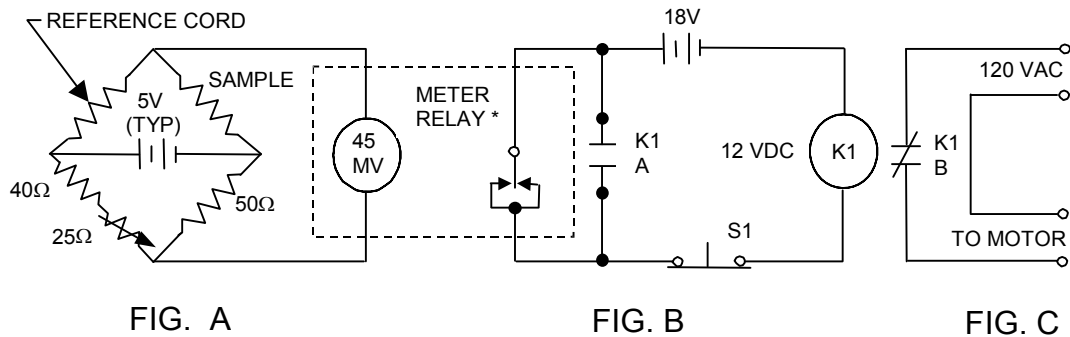 REFERENCE CORD
SAMPLE
5V
(TYP)
40Ω
25Ω
50Ω
45
MV
METER
RELAY *
K1
A
18V
12 VDC
K1
S1
K1
B
120 VAC
TO MOTOR
FIG. A
FIG. B
FIG. C